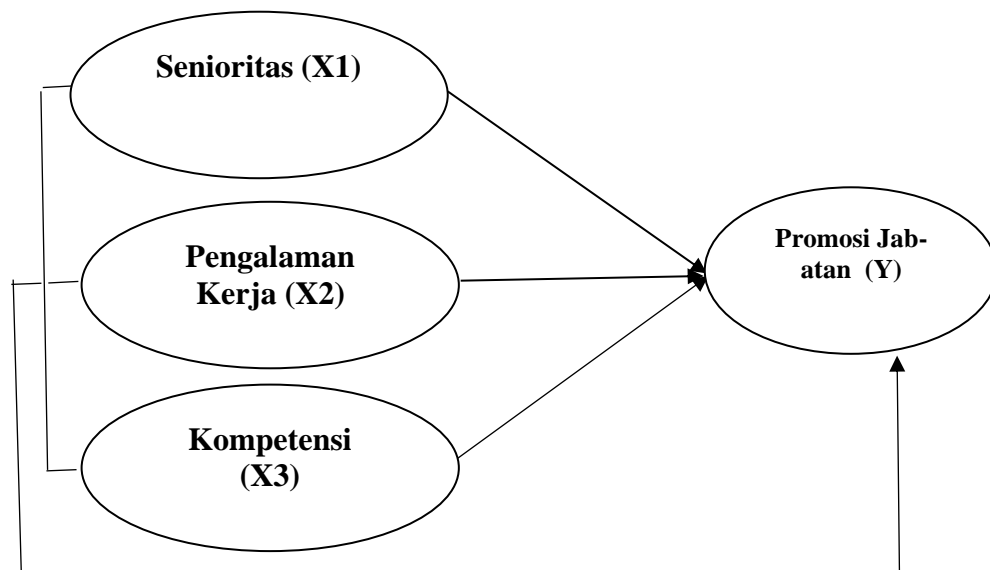 Senioritas (X1)
Pengalaman
Kerja (X2)
Kompetensi
(X3)
Promosi Jab-
atan (Y)